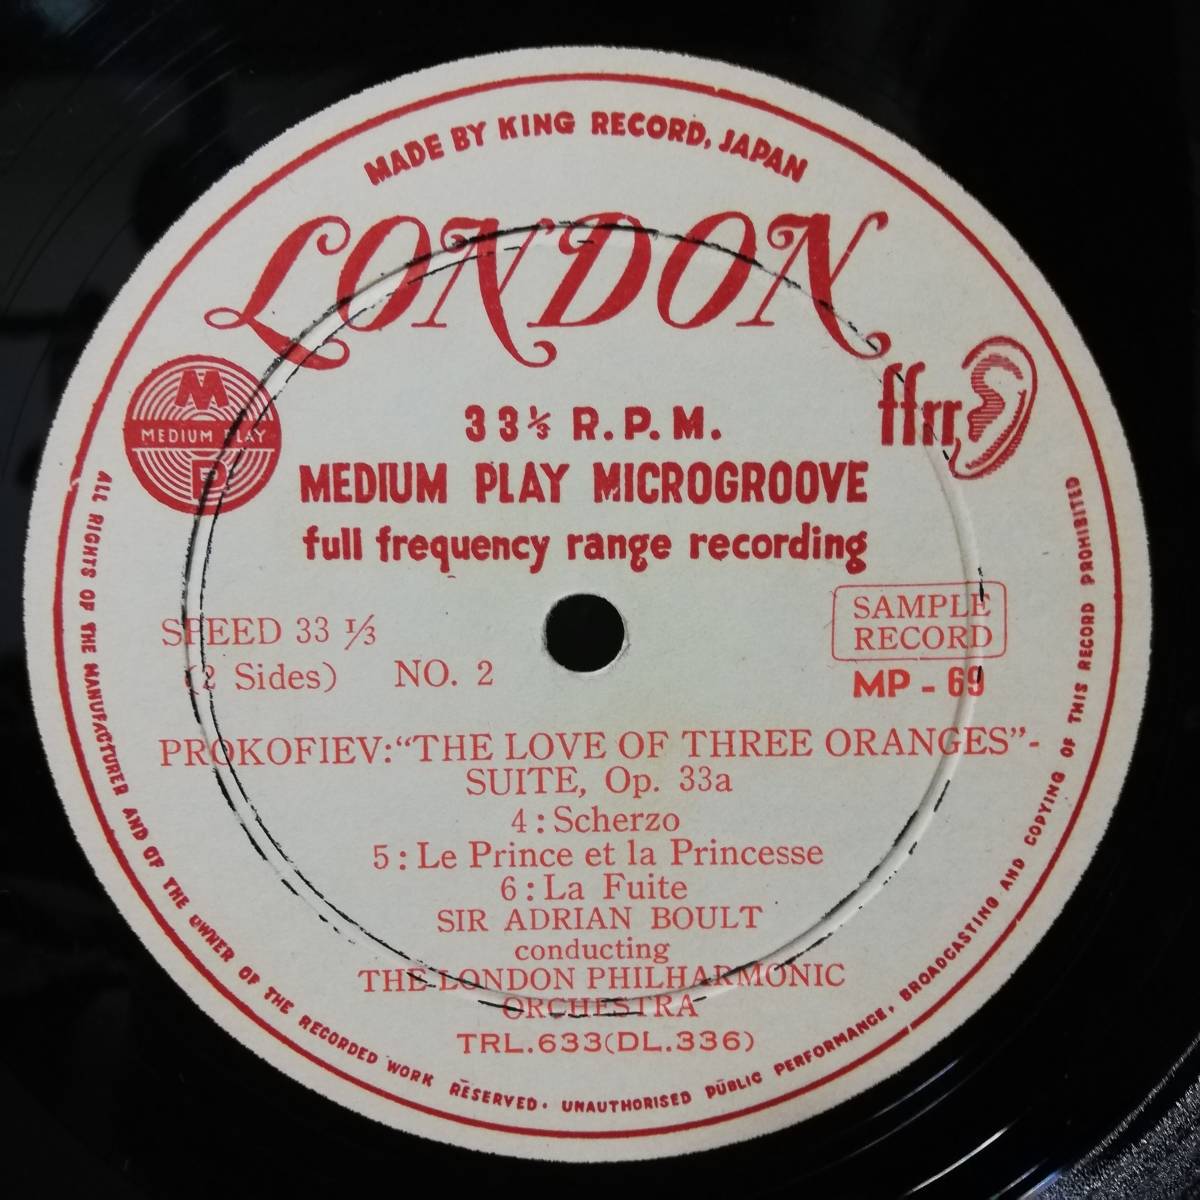 MADE BY KING RECORD, JAPAN
LONDON
M
MEDIUM PLAY
P
ffrr
33⅓ R.P.M.
MEDIUM PLAY MICROGROOVE
full frequency range recording
SPEED 33 1/3
(2 Sides) NO. 2
SAMPLE
RECORD
MP - 69
PROKOFIEV:“THE LOVE OF THREE ORANGES”-
SUITE, Op. 33a
4 : Scherzo
5 : Le Prince et la Princesse
6 : La Fuite
SIR ADRIAN BOULT
conducting
THE LONDON PHILHARMONIC
ORCHESTRA
TRL.633(DL.336)
ALL RIGHTS OF THE MANUFACTURER AND OF THE OWNER OF THE RECORDED WORK RESERVED. UNAUTHORISED PUBLIC PERFORMANCE, BROADCASTING AND COPYING OF THIS RECORD PROHIBITED